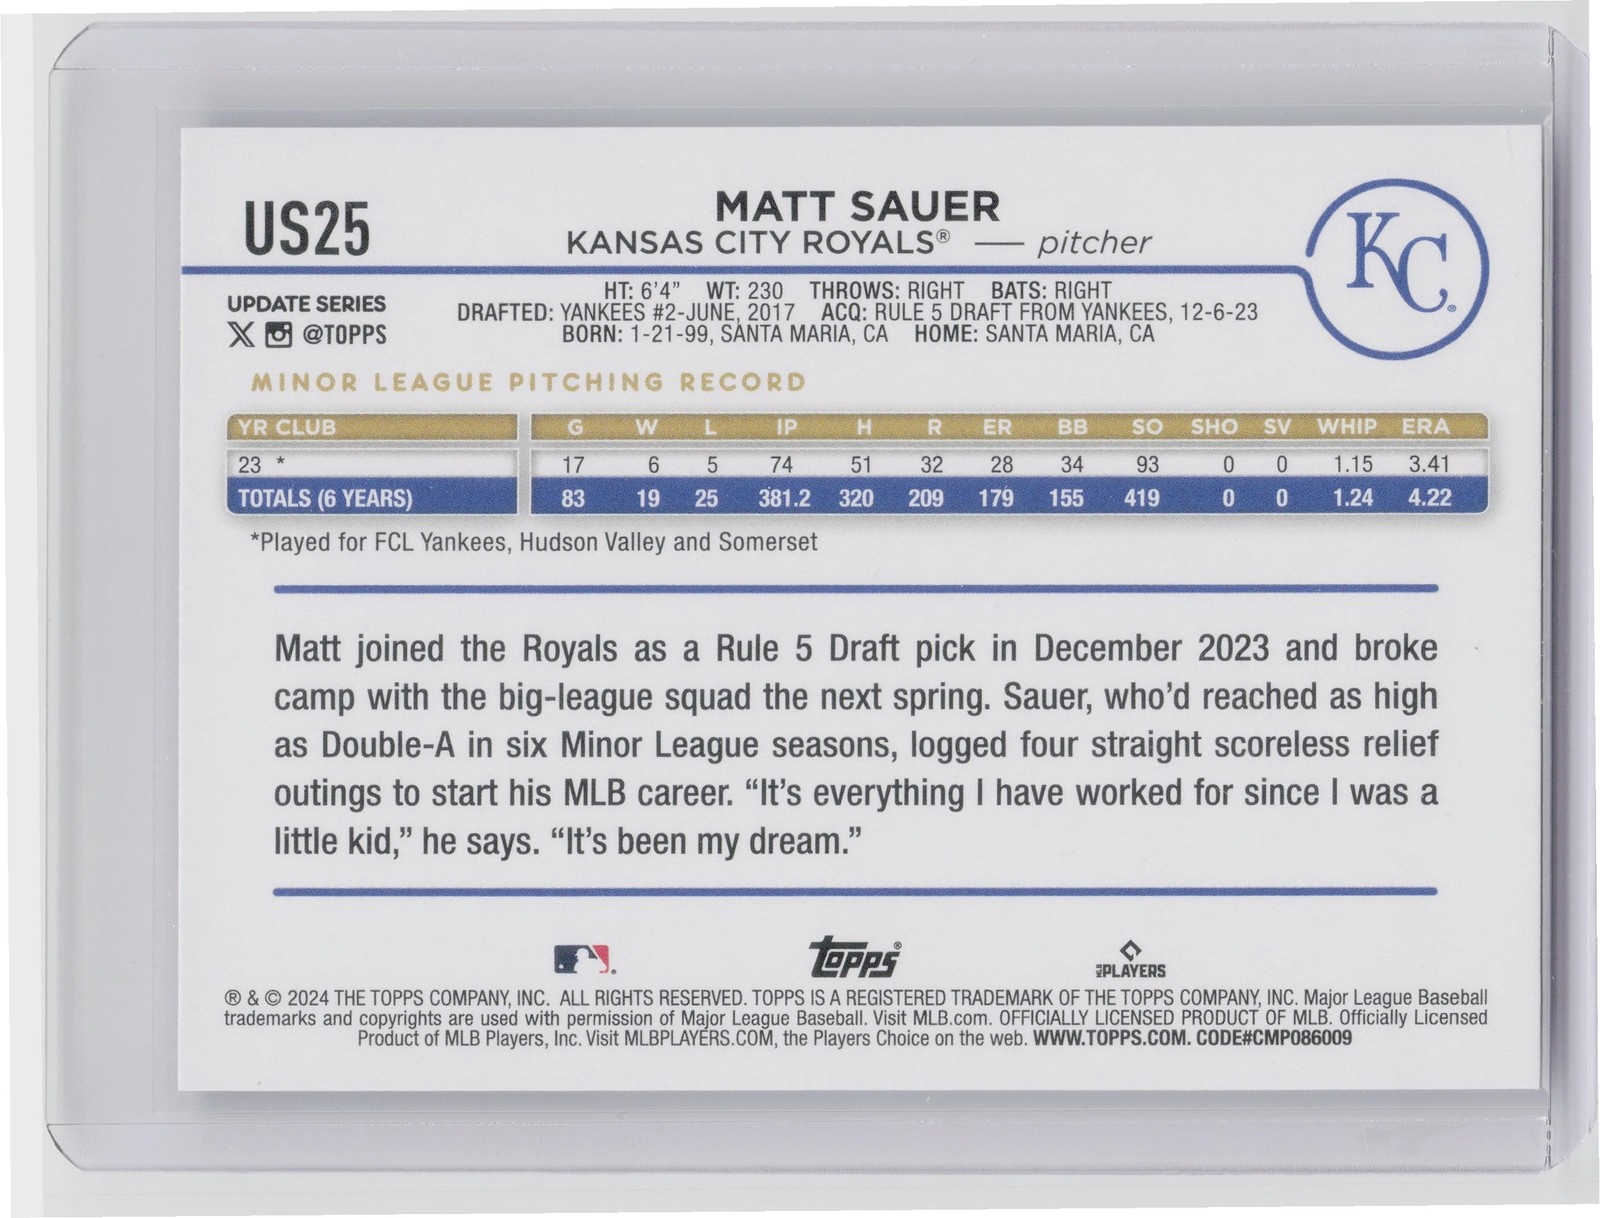 US25
MATT SAUER
KANSAS CITY ROYALS® — pitcher
KC
UPDATE SERIES
@TOPPS
HT: 6'4" WT: 230 THROWS: RIGHT BATS: RIGHT
DRAFTED: YANKEES #2-JUNE, 2017 ACQ: RULE 5 DRAFT FROM YANKEES, 12-6-23
BORN: 1-21-99, SANTA MARIA, CA HOME: SANTA MARIA, CA
MINOR LEAGUE PITCHING RECORD
YR CLUB G W L IP H R ER BB SO SHO SV WHIP ERA
23 * 17 6 5 74 51 32 28 34 93 0 0 1.15 3.41
TOTALS (6 YEARS) 83 19 25 381.2 320 209 179 155 419 0 0 1.24 4.22
*Played for FCL Yankees, Hudson Valley and Somerset
Matt joined the Royals as a Rule 5 Draft pick in December 2023 and broke
camp with the big-league squad the next spring. Sauer, who'd reached as high
as Double-A in six Minor League seasons, logged four straight scoreless relief
outings to start his MLB career. “It's everything I have worked for since I was a
little kid,” he says. “It's been my dream.”
Topps®
MLB PLAYERS
® & © 2024 THE TOPPS COMPANY, INC. ALL RIGHTS RESERVED. TOPPS IS A REGISTERED TRADEMARK OF THE TOPPS COMPANY, INC. Major League Baseball
trademarks and copyrights are used with permission of Major League Baseball. Visit MLB.com. OFFICIALLY LICENSED PRODUCT OF MLB. Officially Licensed
Product of MLB Players, Inc. Visit MLBPLAYERS.COM, the Players Choice on the web. WWW.TOPPS.COM. CODE#CMP086009